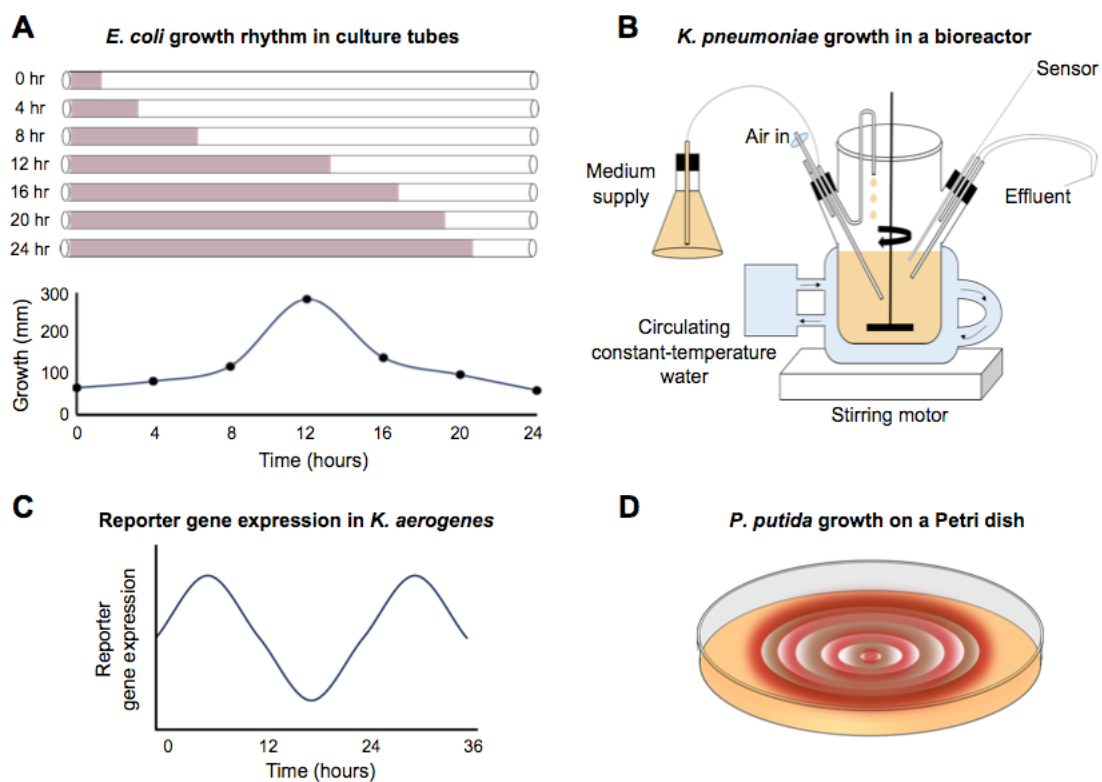 A
E. coli growth rhythm in culture tubes
0 hr
4 hr
8 hr
12 hr
16 hr
20 hr
24 hr
300
200
100
0
Growth (mm)
0 4 8 12 16 20 24
Time (hours)
B
K. pneumoniae growth in a bioreactor
Sensor
Air in
Medium
supply
Effluent
Circulating
constant-temperature
water
Stirring motor
C
Reporter gene expression in K. aerogenes
Reporter
gene expression
0 12 24 36
Time (hours)
D
P. putida growth on a Petri dish